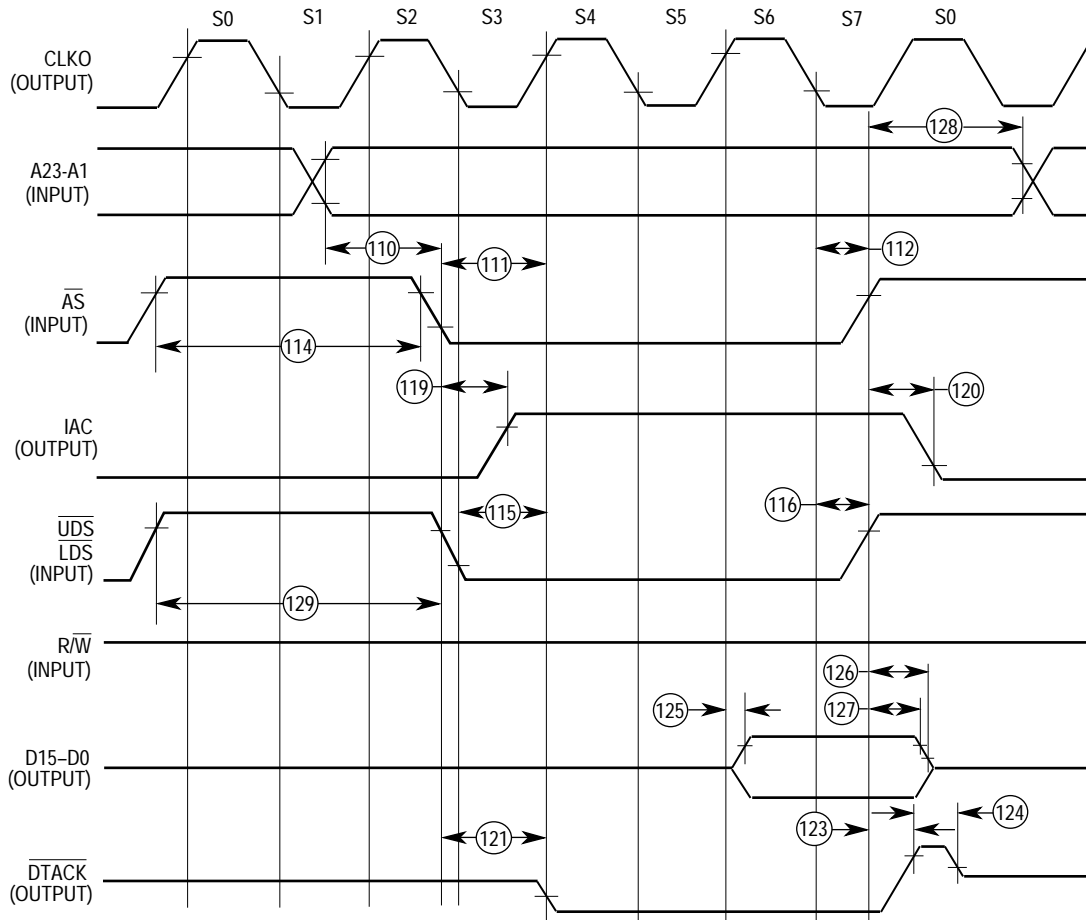 S0 S1 S2 S3 S4 S5 S6 S7 S0
CLKO
(OUTPUT)
128
A23-A1
(INPUT)
110 111 112
AS
(INPUT)
114
119 120
IAC
(OUTPUT)
115 116
UDS
LDS
(INPUT)
129
R/W
(INPUT)
126
125 127
D15–D0
(OUTPUT)
124
121 123
DTACK
(OUTPUT)